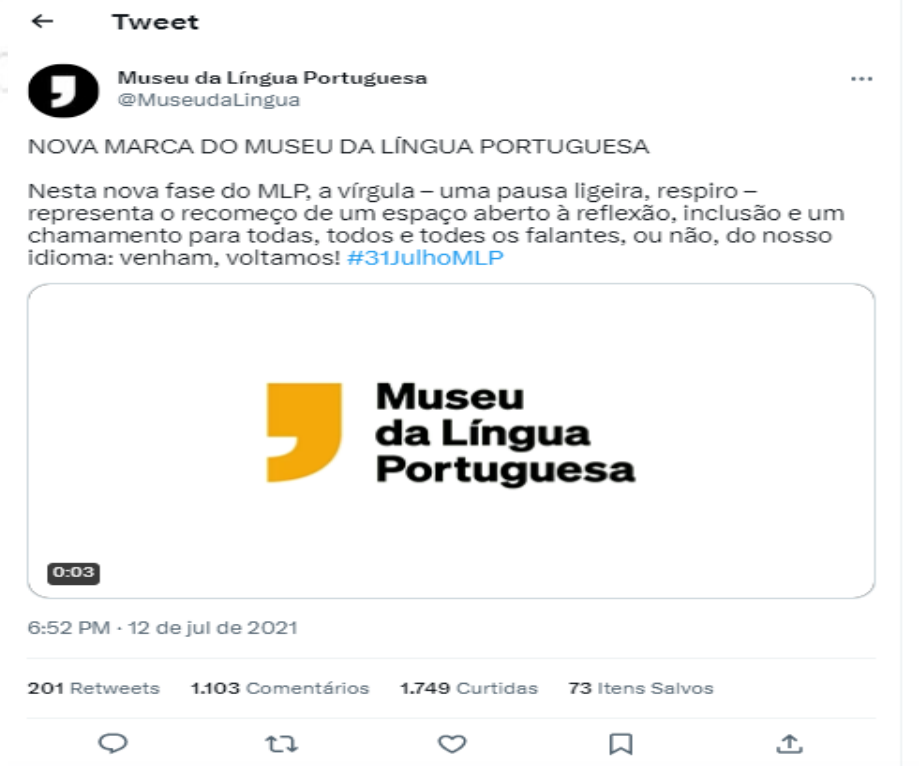 Tweet
Museu da Língua Portuguesa
@MuseudaLingua
NOVA MARCA DO MUSEU DA LÍNGUA PORTUGUESA
Nesta nova fase do MLP, a vírgula – uma pausa ligeira, respiro –
representa o recomeço de um espaço aberto à reflexão, inclusão e um
chamamento para todas, todos e todes os falantes, ou não, do nosso
idioma: venham, voltamos! #31JulhoMLP
Museu
da Língua
Portuguesa
0:03
6:52 PM · 12 de jul de 2021
201 Retweets 1.103 Comentários 1.749 Curtidas 73 Itens Salvos